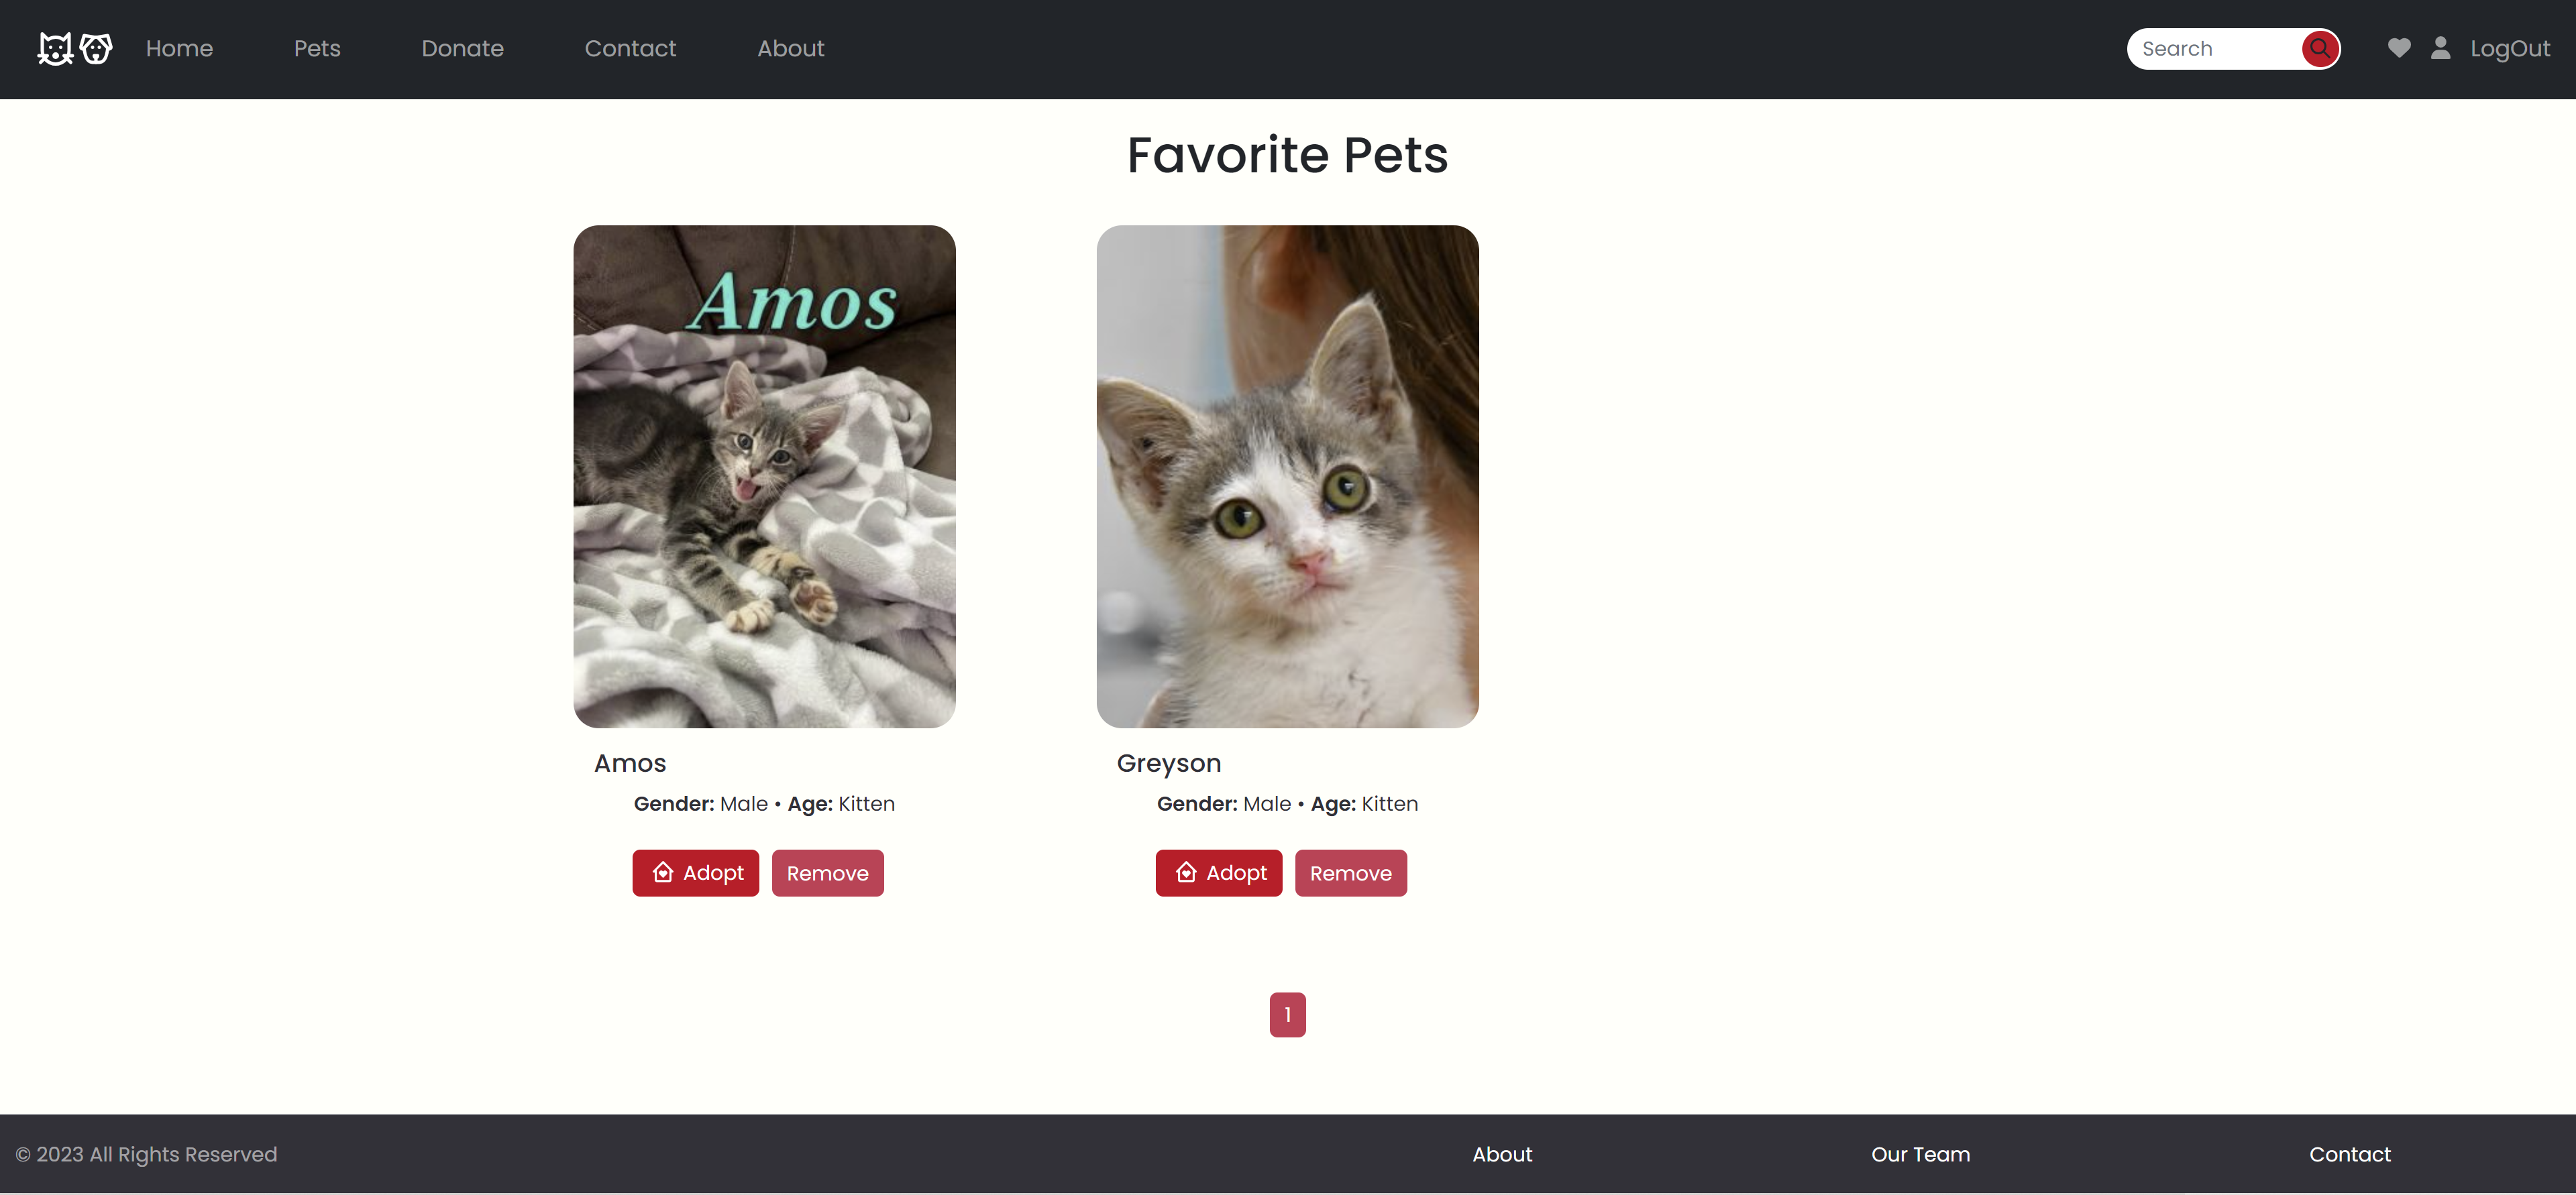 Home Pets Donate Contact About Search LogOut
Favorite Pets
Amos
Amos
Gender: Male • Age: Kitten
Adopt Remove
Greyson
Gender: Male • Age: Kitten
Adopt Remove
1
© 2023 All Rights Reserved About Our Team Contact